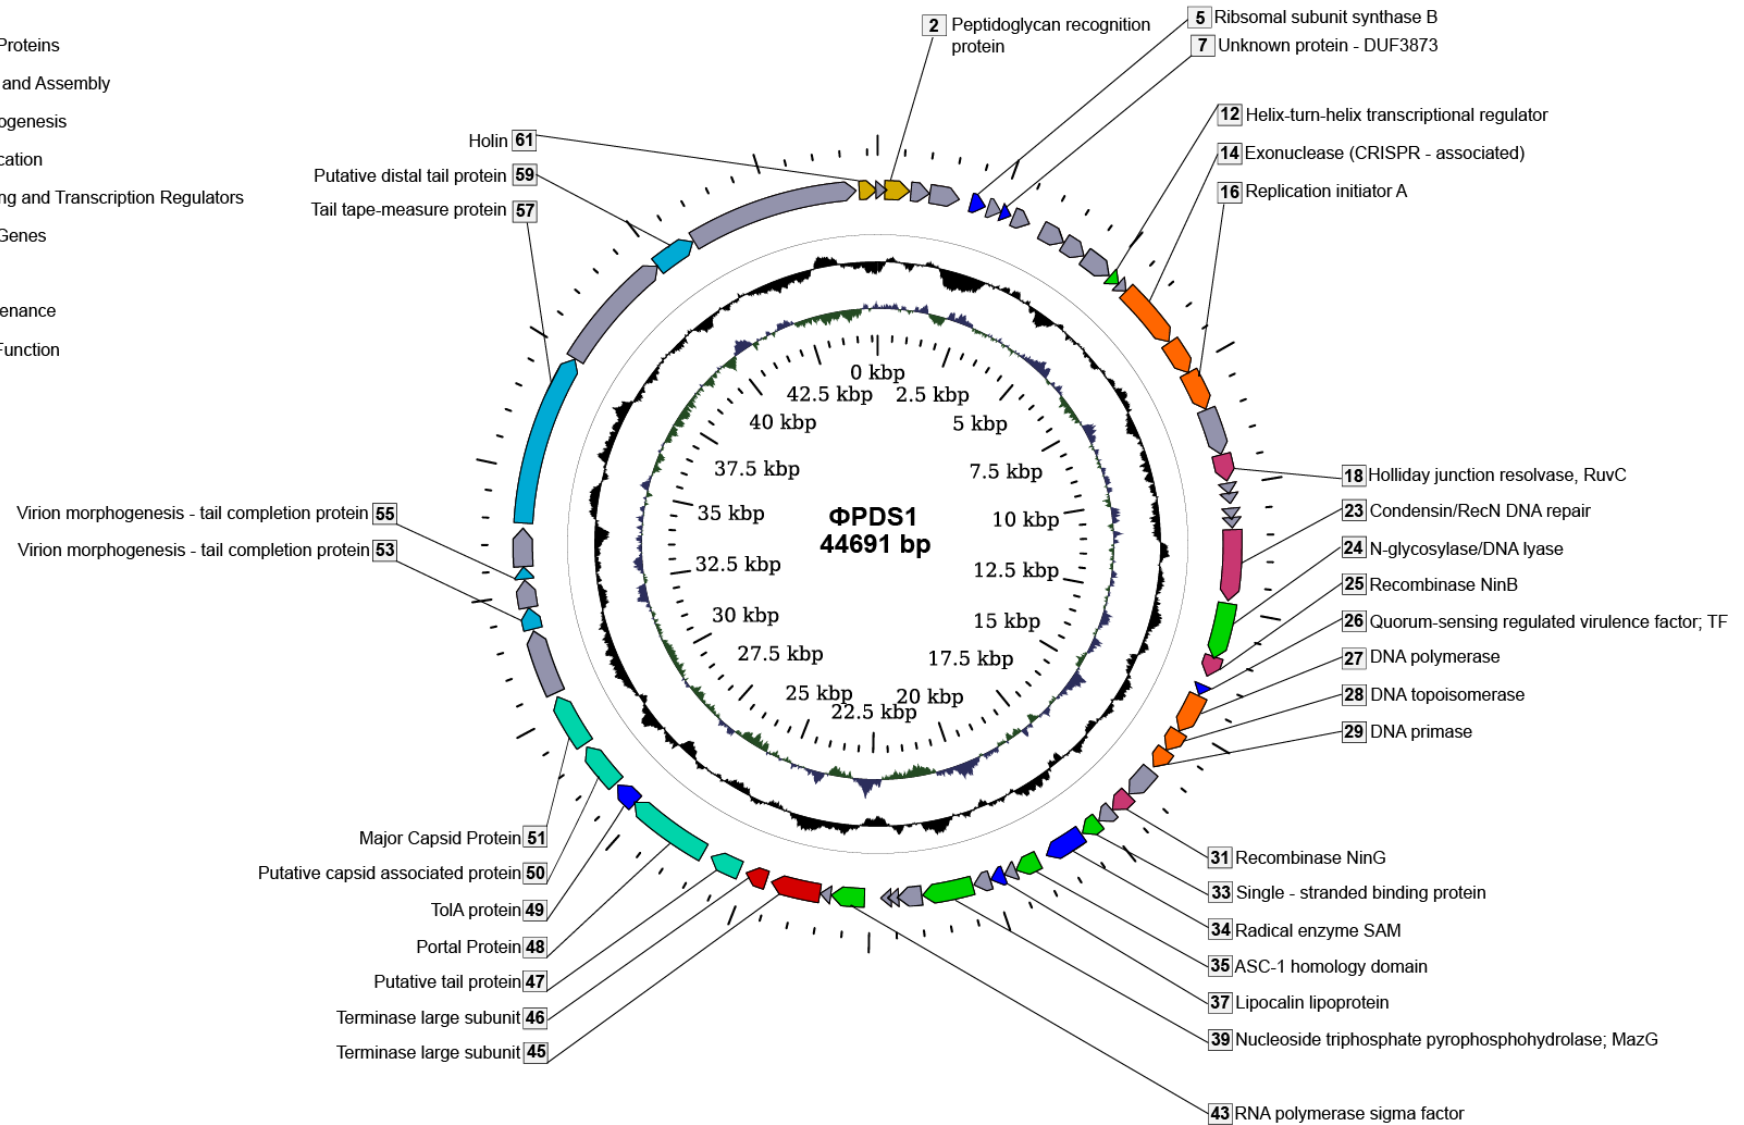 Proteins
and Assembly
ogenesis
cation
ng and Transcription Regulators
Genes
enance
Function
2 Peptidoglycan recognition
protein
5 Ribsomal subunit synthase B
7 Unknown protein - DUF3873
12 Helix-turn-helix transcriptional regulator
14 Exonuclease (CRISPR - associated)
16 Replication initiator A
18 Holliday junction resolvase, RuvC
23 Condensin/RecN DNA repair
24 N-glycosylase/DNA lyase
25 Recombinase NinB
26 Quorum-sensing regulated virulence factor; TF
27 DNA polymerase
28 DNA topoisomerase
29 DNA primase
31 Recombinase NinG
33 Single - stranded binding protein
34 Radical enzyme SAM
35 ASC-1 homology domain
37 Lipocalin lipoprotein
39 Nucleoside triphosphate pyrophosphohydrolase; MazG
43 RNA polymerase sigma factor
Holin 61
Putative distal tail protein 59
Tail tape-measure protein 57
Virion morphogenesis - tail completion protein 55
Virion morphogenesis - tail completion protein 53
Major Capsid Protein 51
Putative capsid associated protein 50
TolA protein 49
Portal Protein 48
Putative tail protein 47
Terminase large subunit 46
Terminase large subunit 45
0 kbp
2.5 kbp
5 kbp
7.5 kbp
10 kbp
12.5 kbp
15 kbp
17.5 kbp
20 kbp
22.5 kbp
25 kbp
27.5 kbp
30 kbp
32.5 kbp
35 kbp
37.5 kbp
40 kbp
42.5 kbp
ΦPDS1
44691 bp